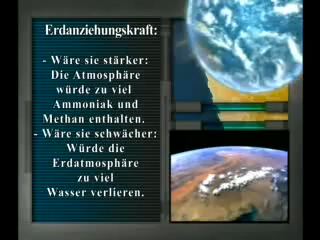 Erdanziehungskraft:
- Wäre sie stärker:
Die Atmosphäre
würde zu viel
Ammoniak und
Methan enthalten.
- Wäre sie schwächer:
Würde die
Erdatmosphäre
zu viel
Wasser verlieren.